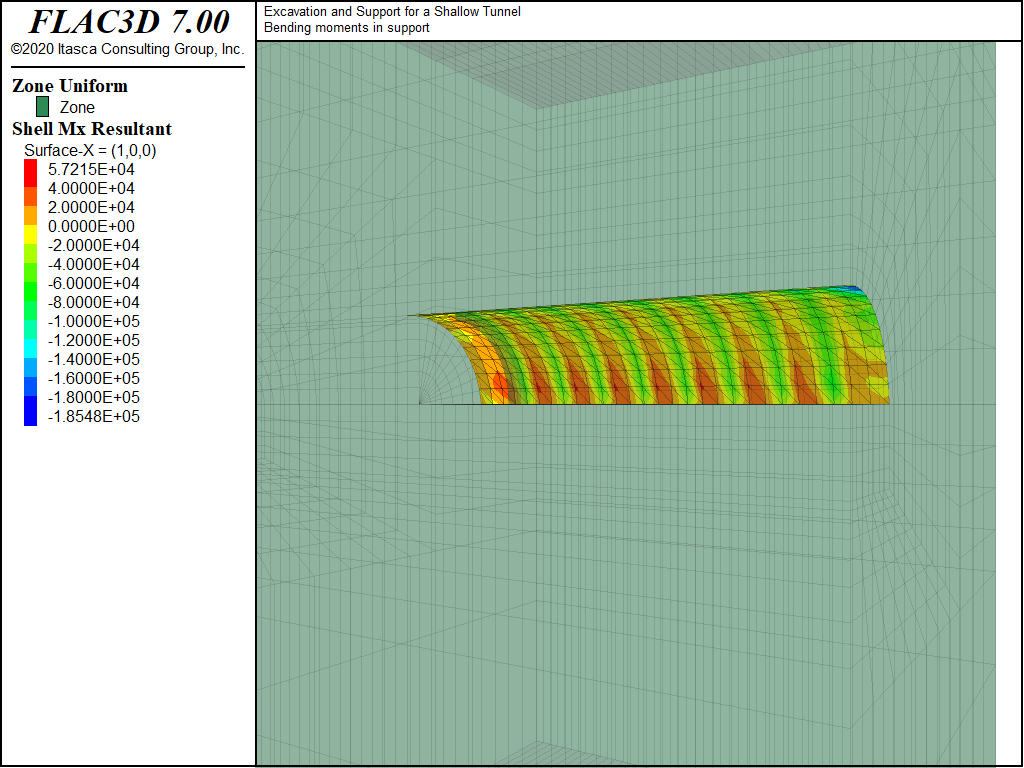 FLAC3D 7.00
©2020 Itasca Consulting Group, Inc.
Zone Uniform
Zone
Shell Mx Resultant
Surface-X = (1,0,0)
5.7215E+04
4.0000E+04
2.0000E+04
0.0000E+00
-2.0000E+04
-4.0000E+04
-6.0000E+04
-8.0000E+04
-1.0000E+05
-1.2000E+05
-1.4000E+05
-1.6000E+05
-1.8000E+05
-1.8548E+05
Excavation and Support for a Shallow Tunnel
Bending moments in support